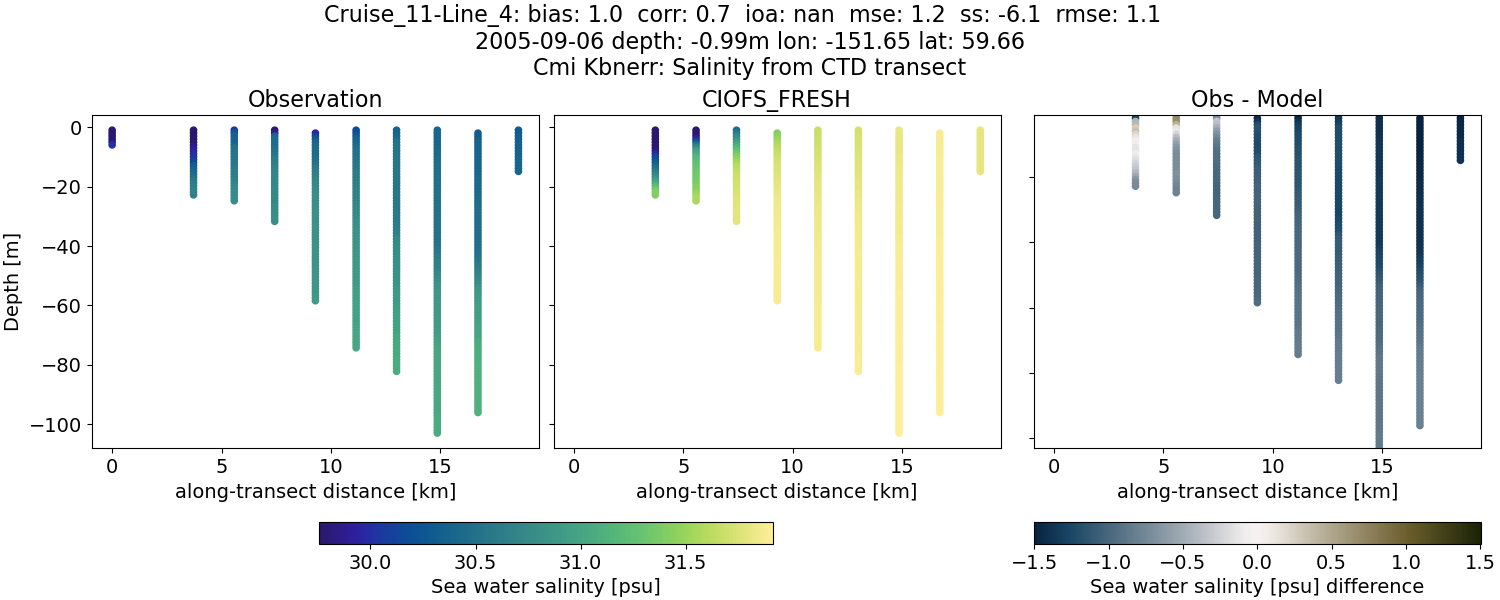 Cruise_11-Line_4: bias: 1.0  corr: 0.7  ioa: nan  mse: 1.2  ss: -6.1  rmse: 1.1
2005-09-06 depth: -0.99m lon: -151.65 lat: 59.66
Cmi Kbnerr: Salinity from CTD transect
Observation
CIOFS_FRESH
Obs - Model
Depth [m]
0
−20
−40
−60
−80
−100
0 5 10 15
0 5 10 15
0 5 10 15
along-transect distance [km]
along-transect distance [km]
along-transect distance [km]
30.0 30.5 31.0 31.5
Sea water salinity [psu]
−1.5 −1.0 −0.5 0.0 0.5 1.0 1.5
Sea water salinity [psu] difference